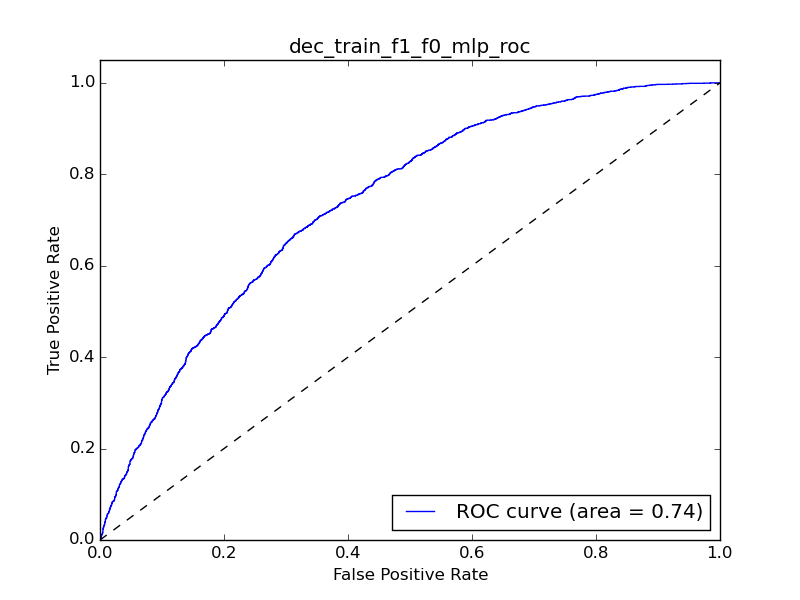 dec_train_f1_f0_mlp_roc
1.0
0.8
0.6
0.4
0.2
0.0
True Positive Rate
ROC curve (area = 0.74)
0.0 0.2 0.4 0.6 0.8 1.0
False Positive Rate